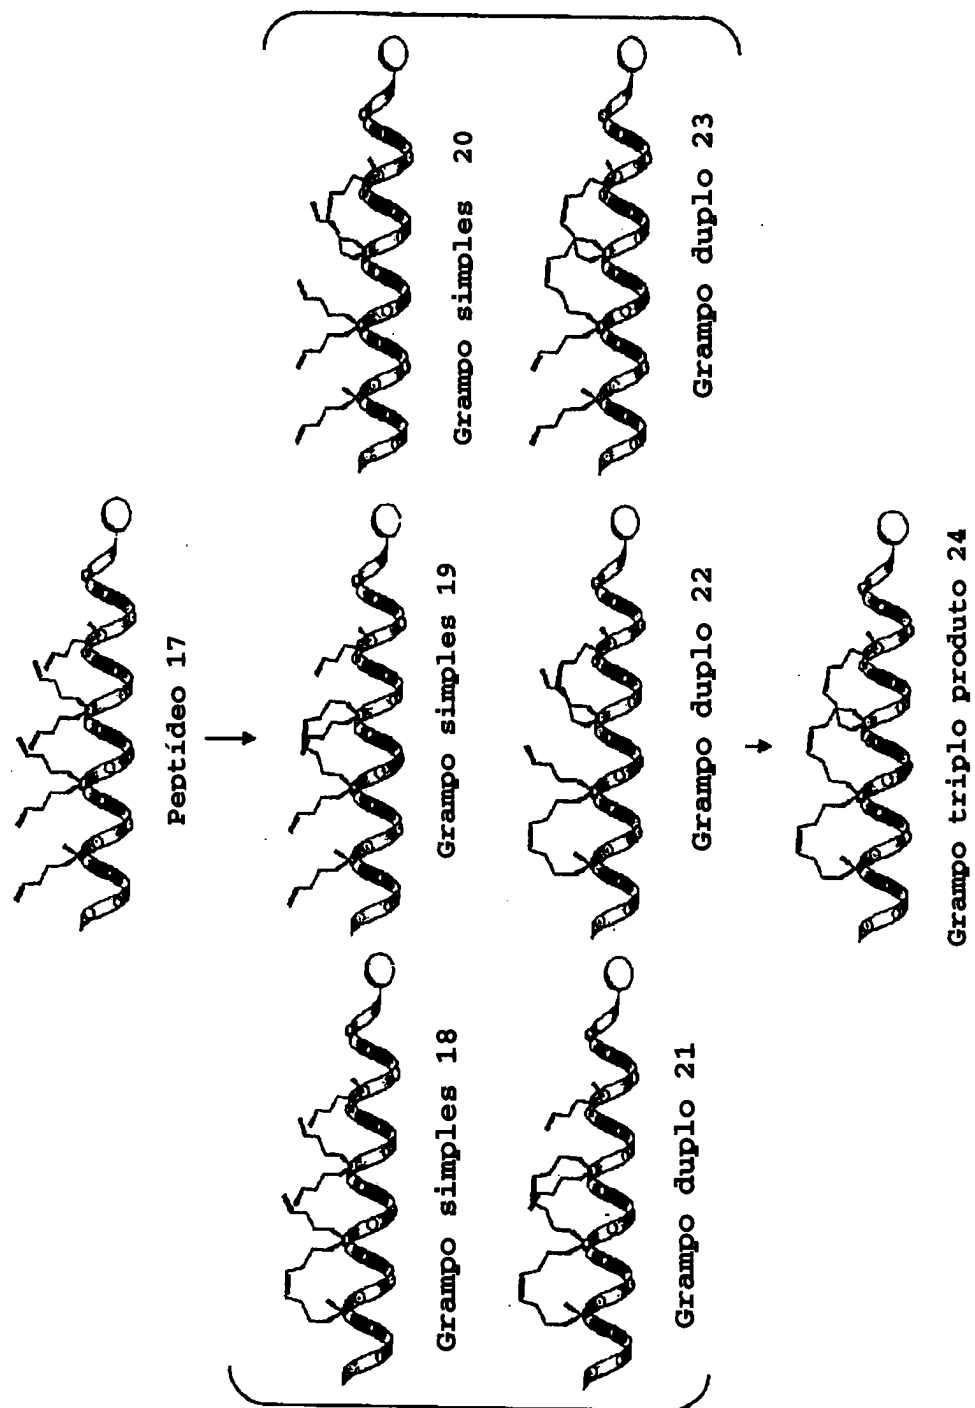 Peptídeo 17
Grampo simples 18
Grampo simples 19
Grampo simples 20
Grampo duplo 21
Grampo duplo 22
Grampo duplo 23
Grampo triplo produto 24